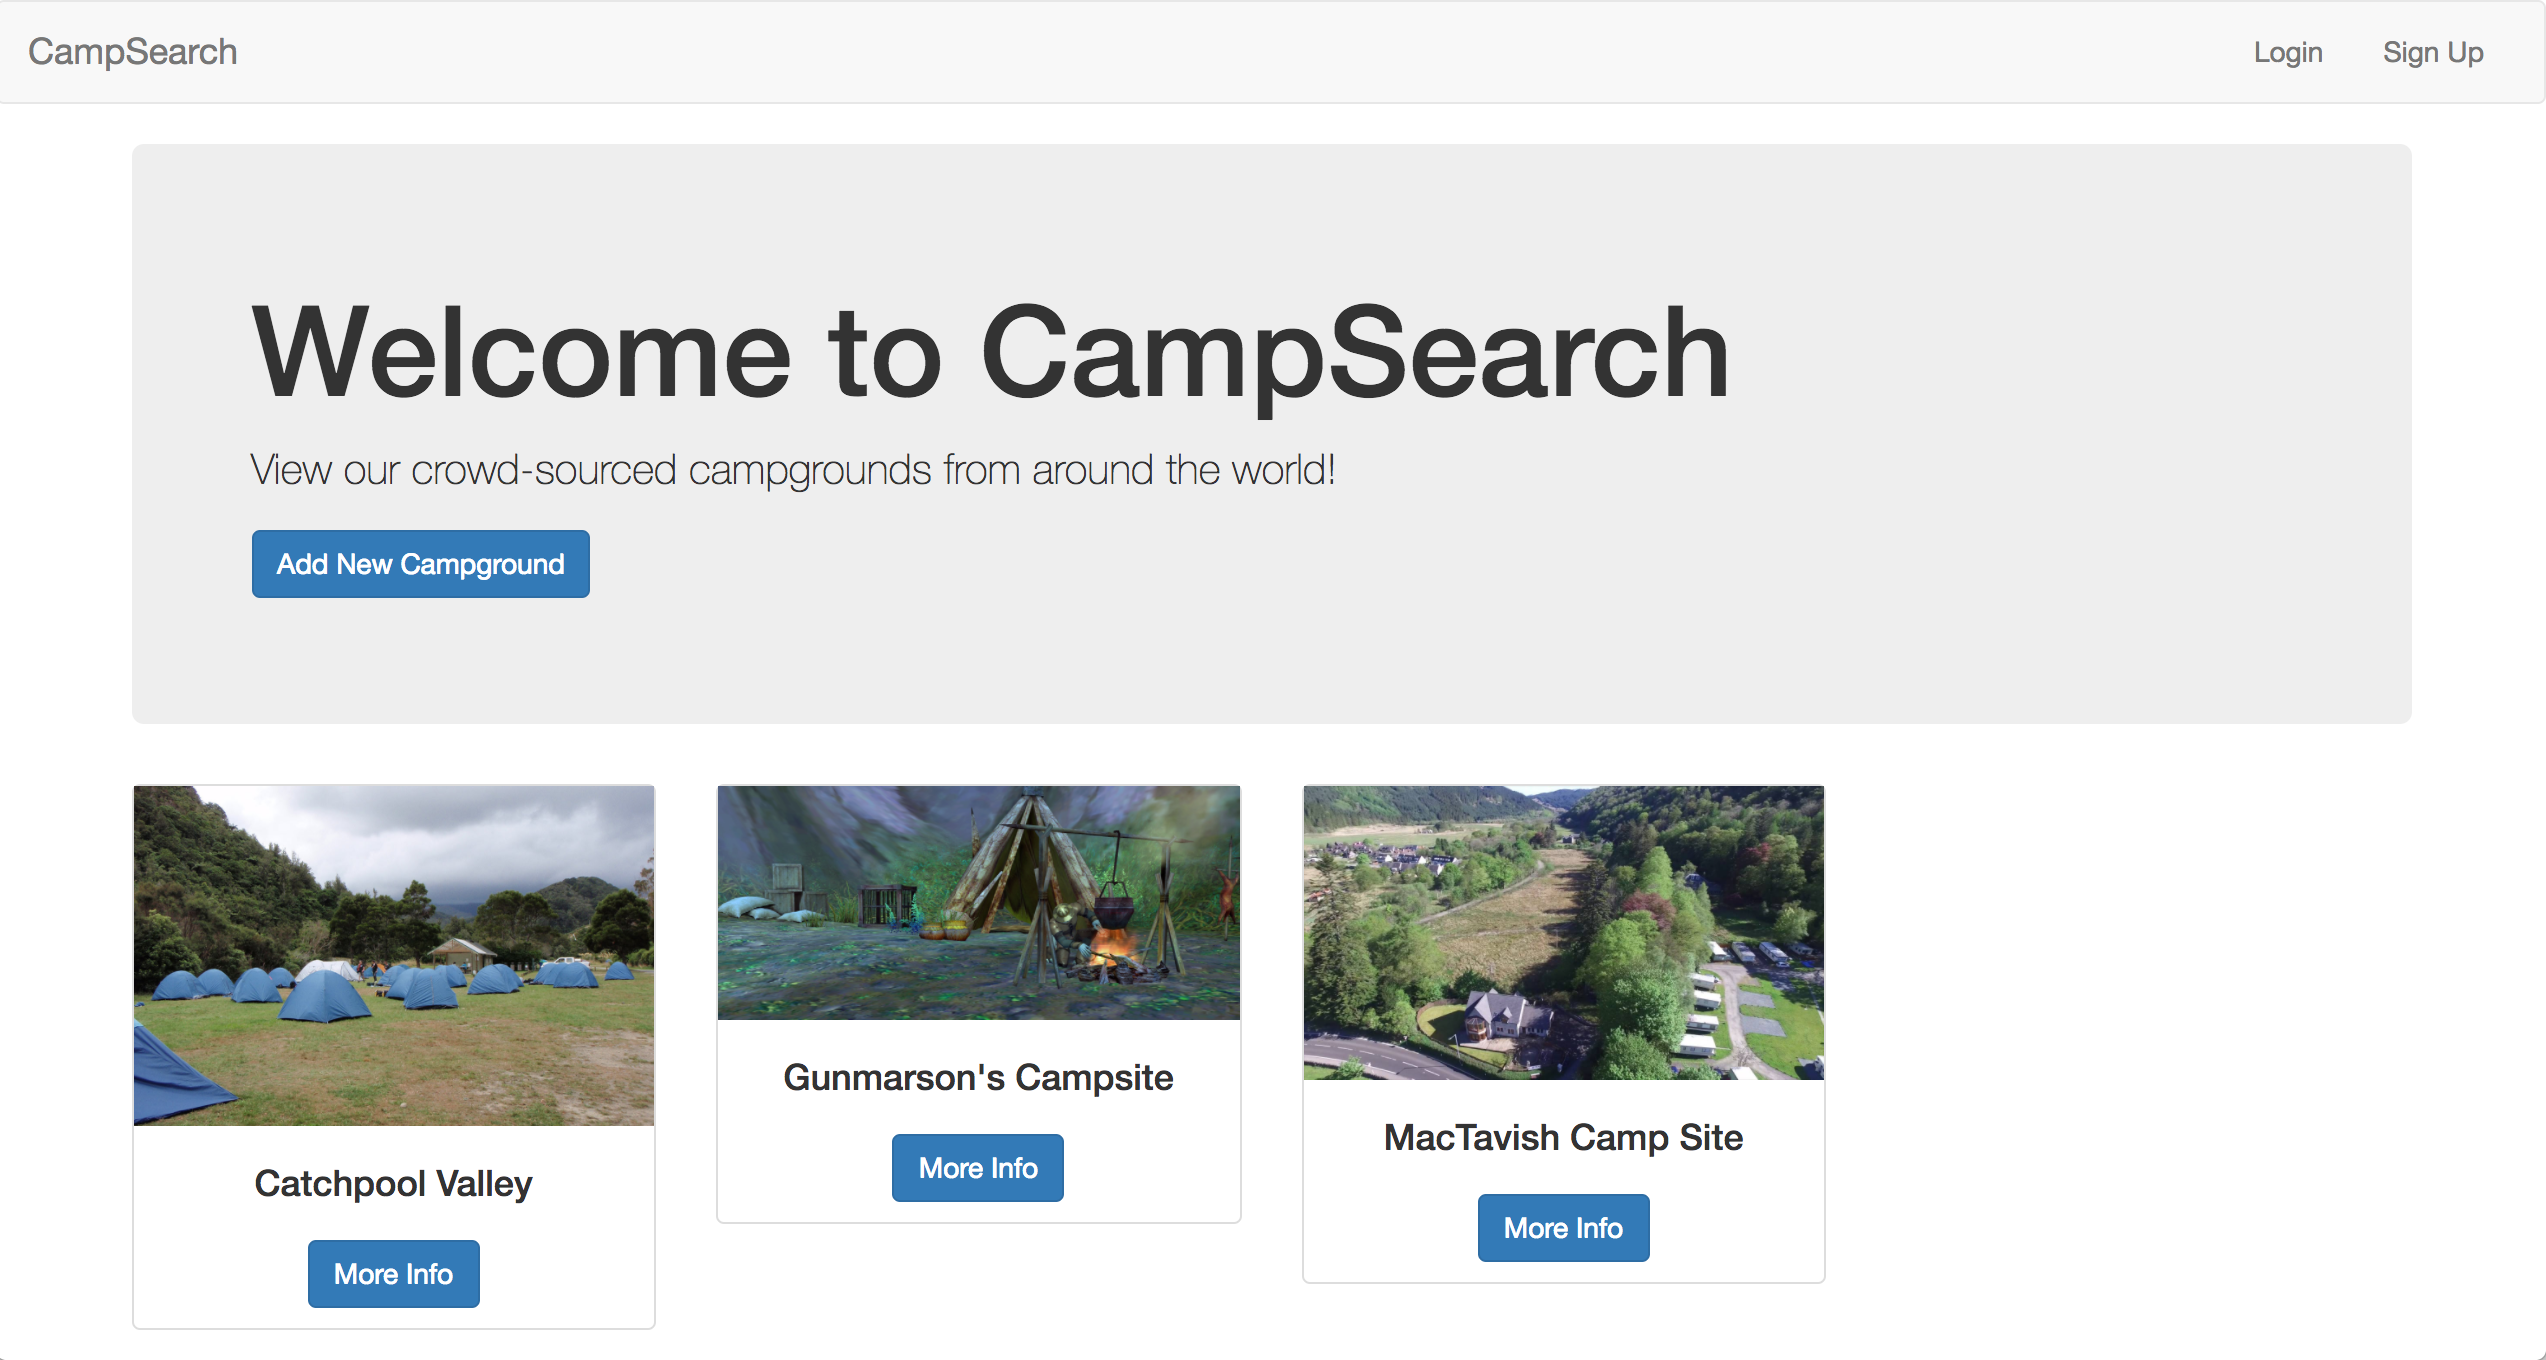 CampSearch
Login
Sign Up
Welcome to CampSearch
View our crowd-sourced campgrounds from around the world!
Add New Campground
Catchpool Valley
More Info
Gunmarson's Campsite
More Info
MacTavish Camp Site
More Info